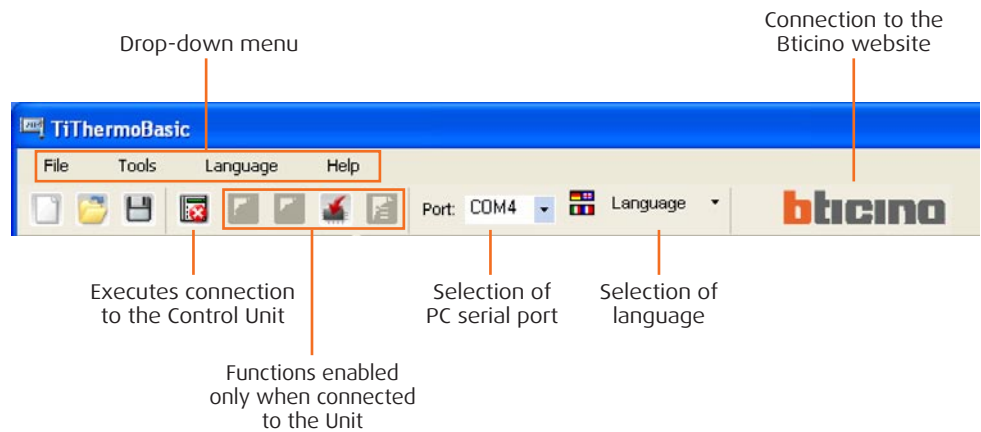 Connection to the
Bticino website
Drop-down menu
TiThermoBasic
File Tools Language Help
Port: COM4 Language bticino
Executes connection
to the Control Unit
Selection of
PC serial port
Selection of
language
Functions enabled
only when connected
to the Unit